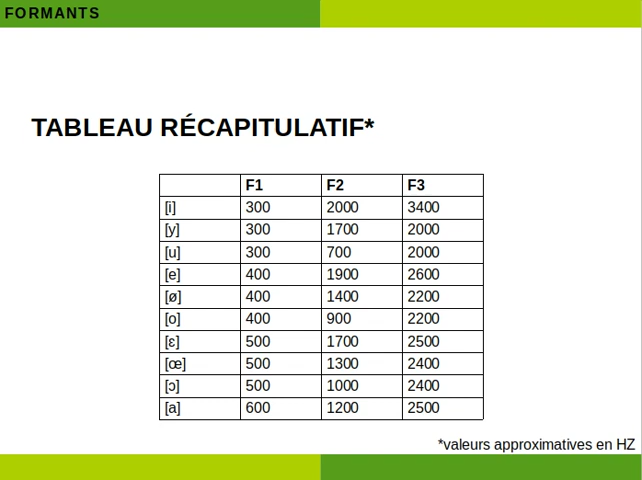 FORMANTS
TABLEAU RÉCAPITULATIF*
F1 F2 F3
[i] 300 2000 3400
[y] 300 1700 2000
[u] 300 700 2000
[e] 400 1900 2600
[ø] 400 1400 2200
[o] 400 900 2200
[ɛ] 500 1700 2500
[œ] 500 1300 2400
[ɔ] 500 1000 2400
[a] 600 1200 2500
*valeurs approximatives en HZ